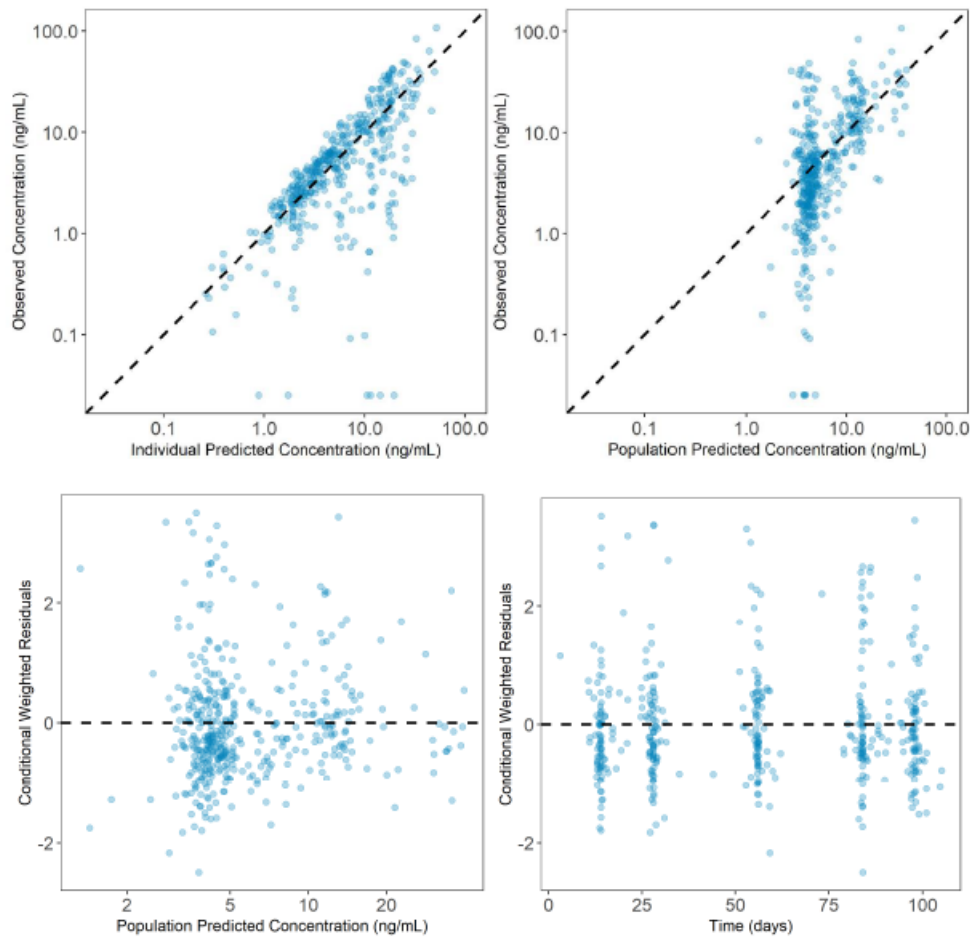 100.0
10.0
1.0
0.1
Observed Concentration (ng/mL)
0.1 1.0 10.0 100.0
Individual Predicted Concentration (ng/mL)
100.0
10.0
1.0
0.1
Observed Concentration (ng/mL)
0.1 1.0 10.0 100.0
Population Predicted Concentration (ng/mL)
2
0
-2
Conditional Weighted Residuals
2 5 10 20
Population Predicted Concentration (ng/mL)
2
0
-2
Conditional Weighted Residuals
0 25 50 75 100
Time (days)